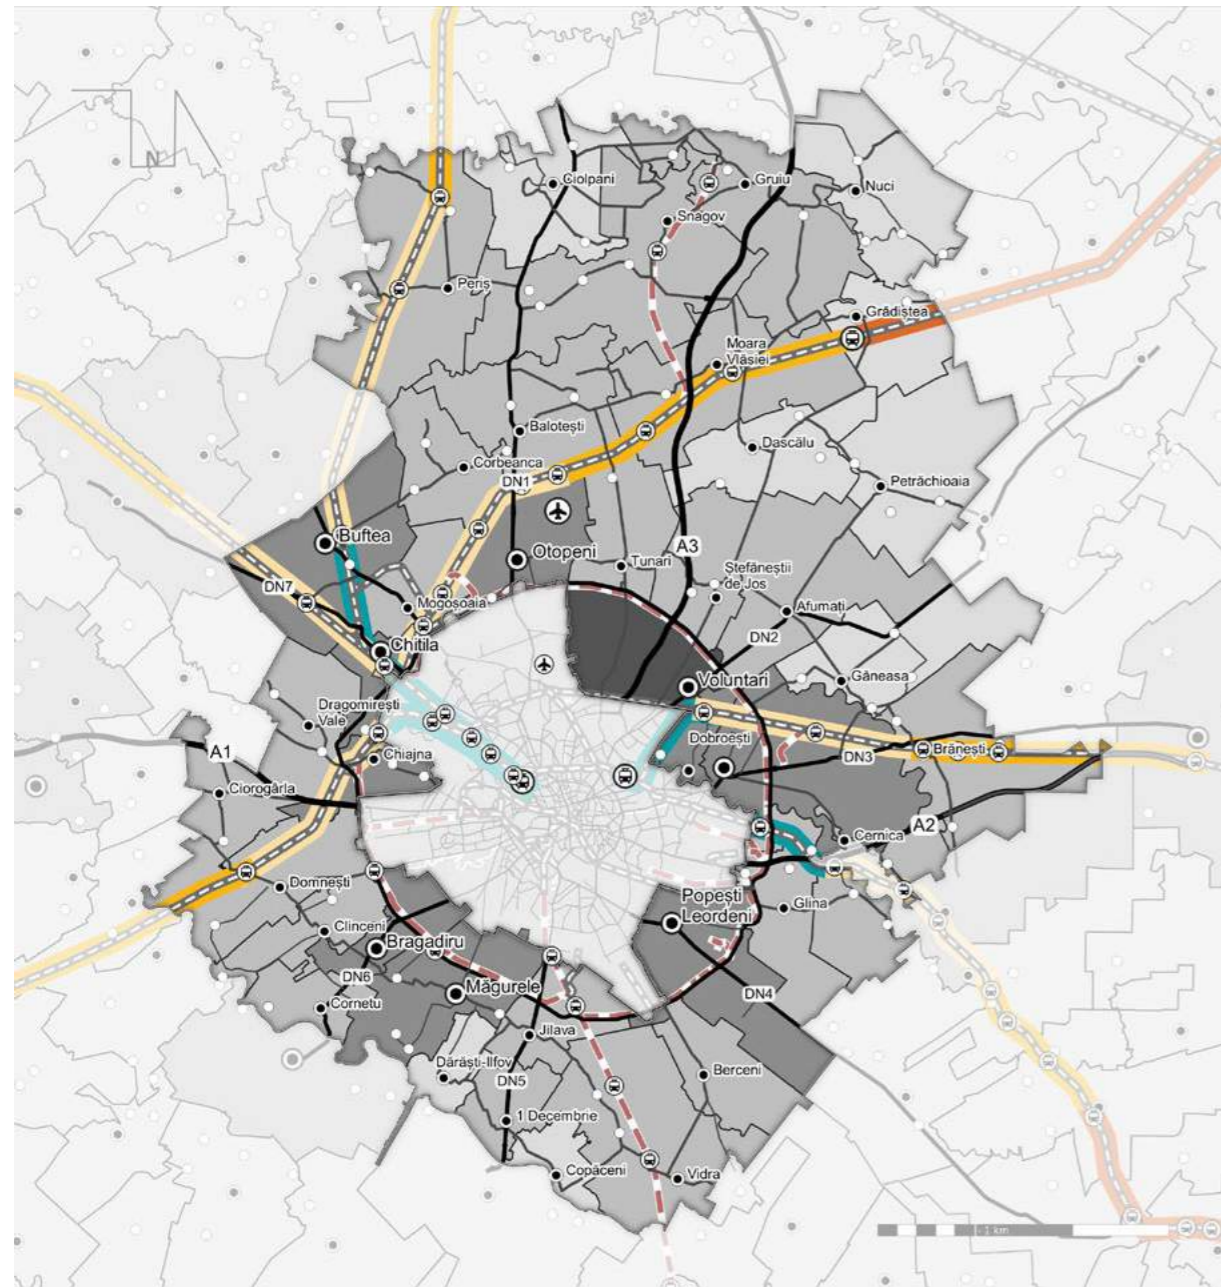 N
Ciolpani
Gruiu
Nuci
Snagov
Periș
Grădiștea
Moara
Vlăsiei
Balotești
Dascălu
Corbeanca
DN1
Petrăchioaia
Buftea
Otopeni
A3
Tunari
Ștefăneștii
de Jos
DN7
Mogoșoaia
Afumați
DN2
Chitila
Găneasa
Voluntari
Dragomirești
Vale
Dobroești
A1
Chiajna
Brănești
DN3
Ciorogârla
A2
Cernica
Domnești
Popești
Leordeni
Glina
Clinceni
Bragadiru
DN6
Măgurele
DN4
Cornetu
Jilava
Dărăști-Ilfov
DN5
Berceni
1 Decembrie
Copăceni
Vidra
1 km